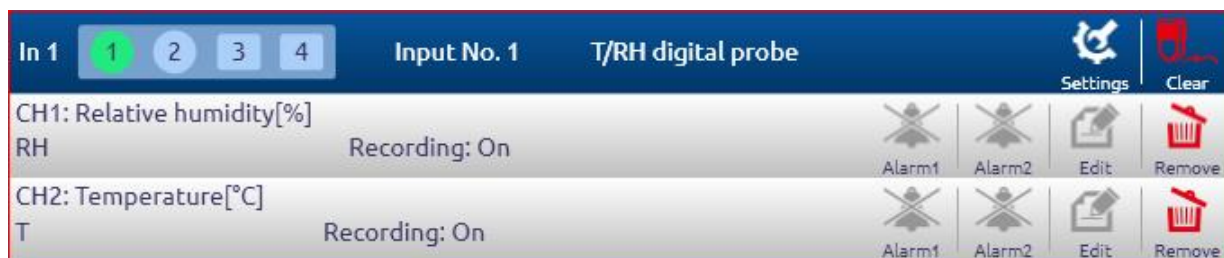 In 1 1 2 3 4 Input No. 1 T/RH digital probe
Settings Clear
CH1: Relative humidity[%]
RH Recording: On
Alarm1 Alarm2 Edit Remove
CH2: Temperature[°C]
T Recording: On
Alarm1 Alarm2 Edit Remove